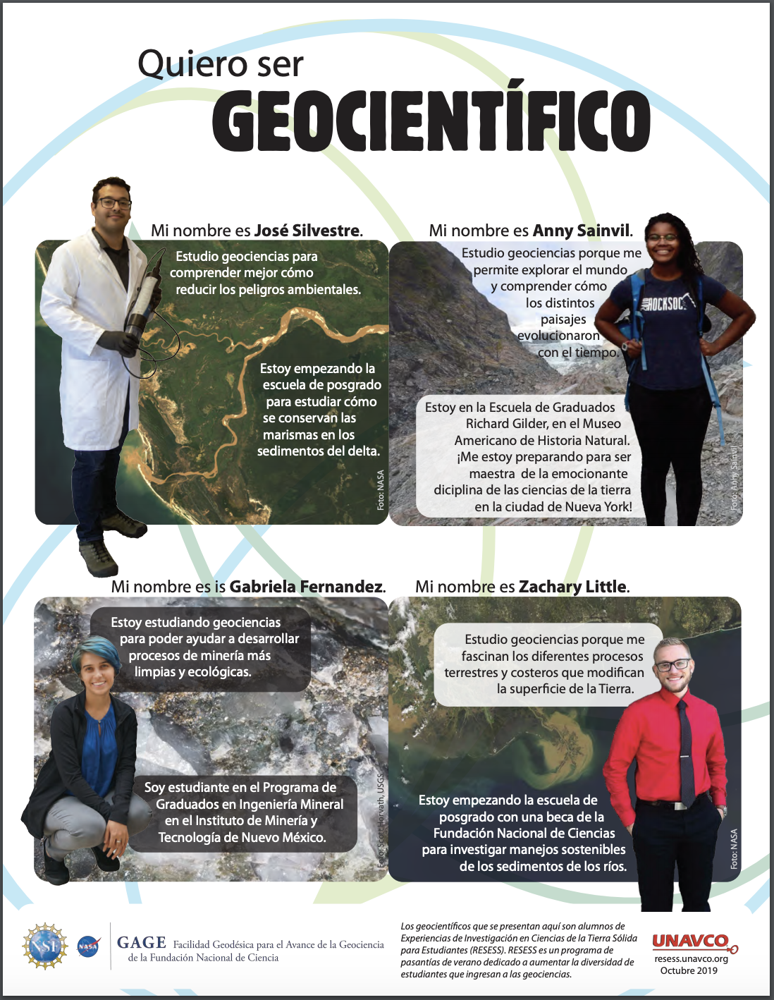 Quiero ser
GEOCIENTÍFICO
Mi nombre es José Silvestre.
Estudio geociencias para
comprender mejor cómo
reducir los peligros ambientales.
Estoy empezando la
escuela de posgrado
para estudiar cómo
se conservan las
marismas en los
sedimentos del delta.
Foto: NASA
Mi nombre es Anny Sainvil.
Estudio geociencias porque me
permite explorar el mundo
y comprender cómo
los distintos
paisajes
evolucionaron
con el tiempo.
ROCKSOC
Estoy en la Escuela de Graduados
Richard Gilder, en el Museo
Americano de Historia Natural.
¡Me estoy preparando para ser
maestra de la emocionante
diciplina de las ciencias de la tierra
en la ciudad de Nueva York!
Foto: Anny Sainvil
Mi nombre es is Gabriela Fernandez.
Estoy estudiando geociencias
para poder ayudar a desarrollar
procesos de minería más
limpias y ecológicas.
Soy estudiante en el Programa de
Graduados en Ingeniería Mineral
en el Instituto de Minería y
Tecnología de Nuevo México.
Foto: Scott Horvath, USGS
Mi nombre es Zachary Little.
Estudio geociencias porque me
fascinan los diferentes procesos
terrestres y costeros que modifican
la superficie de la Tierra.
Estoy empezando la escuela de
posgrado con una beca de la
Fundación Nacional de Ciencias
para investigar manejos sostenibles
de los sedimentos de los ríos.
Foto: NASA
NSF
NASA
GAGE Facilidad Geodésica para el Avance de la Geociencia
de la Fundación Nacional de Ciencia
Los geocientíficos que se presentan aquí son alumnos de
Experiencias de Investigación en Ciencias de la Tierra Sólida
para Estudiantes (RESESS). RESESS es un programa de
pasantías de verano dedicado a aumentar la diversidad de
estudiantes que ingresan a las geociencias.
UNAVCO
resess.unavco.org
Octubre 2019